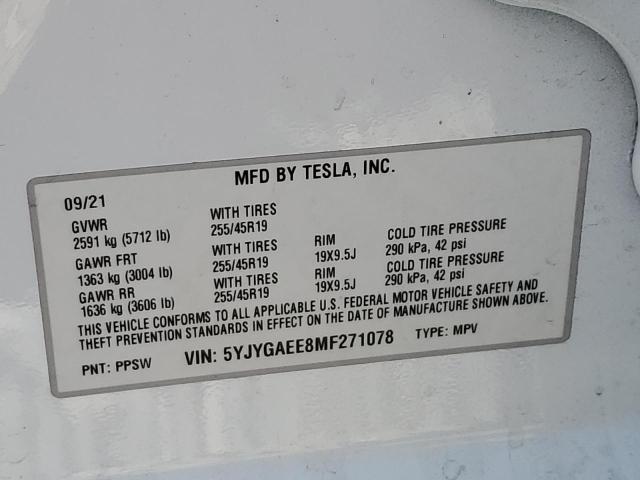 MFD BY TESLA, INC.
09/21
GVWR WITH TIRES
2591 kg (5712 lb) 255/45R19
GAWR FRT WITH TIRES RIM COLD TIRE PRESSURE
1363 kg (3004 lb) 255/45R19 19X9.5J 290 kPa, 42 psi
GAWR RR WITH TIRES RIM COLD TIRE PRESSURE
1636 kg (3606 lb) 255/45R19 19X9.5J 290 kPa, 42 psi
THIS VEHICLE CONFORMS TO ALL APPLICABLE U.S. FEDERAL MOTOR VEHICLE SAFETY AND
THEFT PREVENTION STANDARDS IN EFFECT ON THE DATE OF MANUFACTURE SHOWN ABOVE.
PNT: PPSW VIN: 5YJYGAEE8MF271078 TYPE: MPV